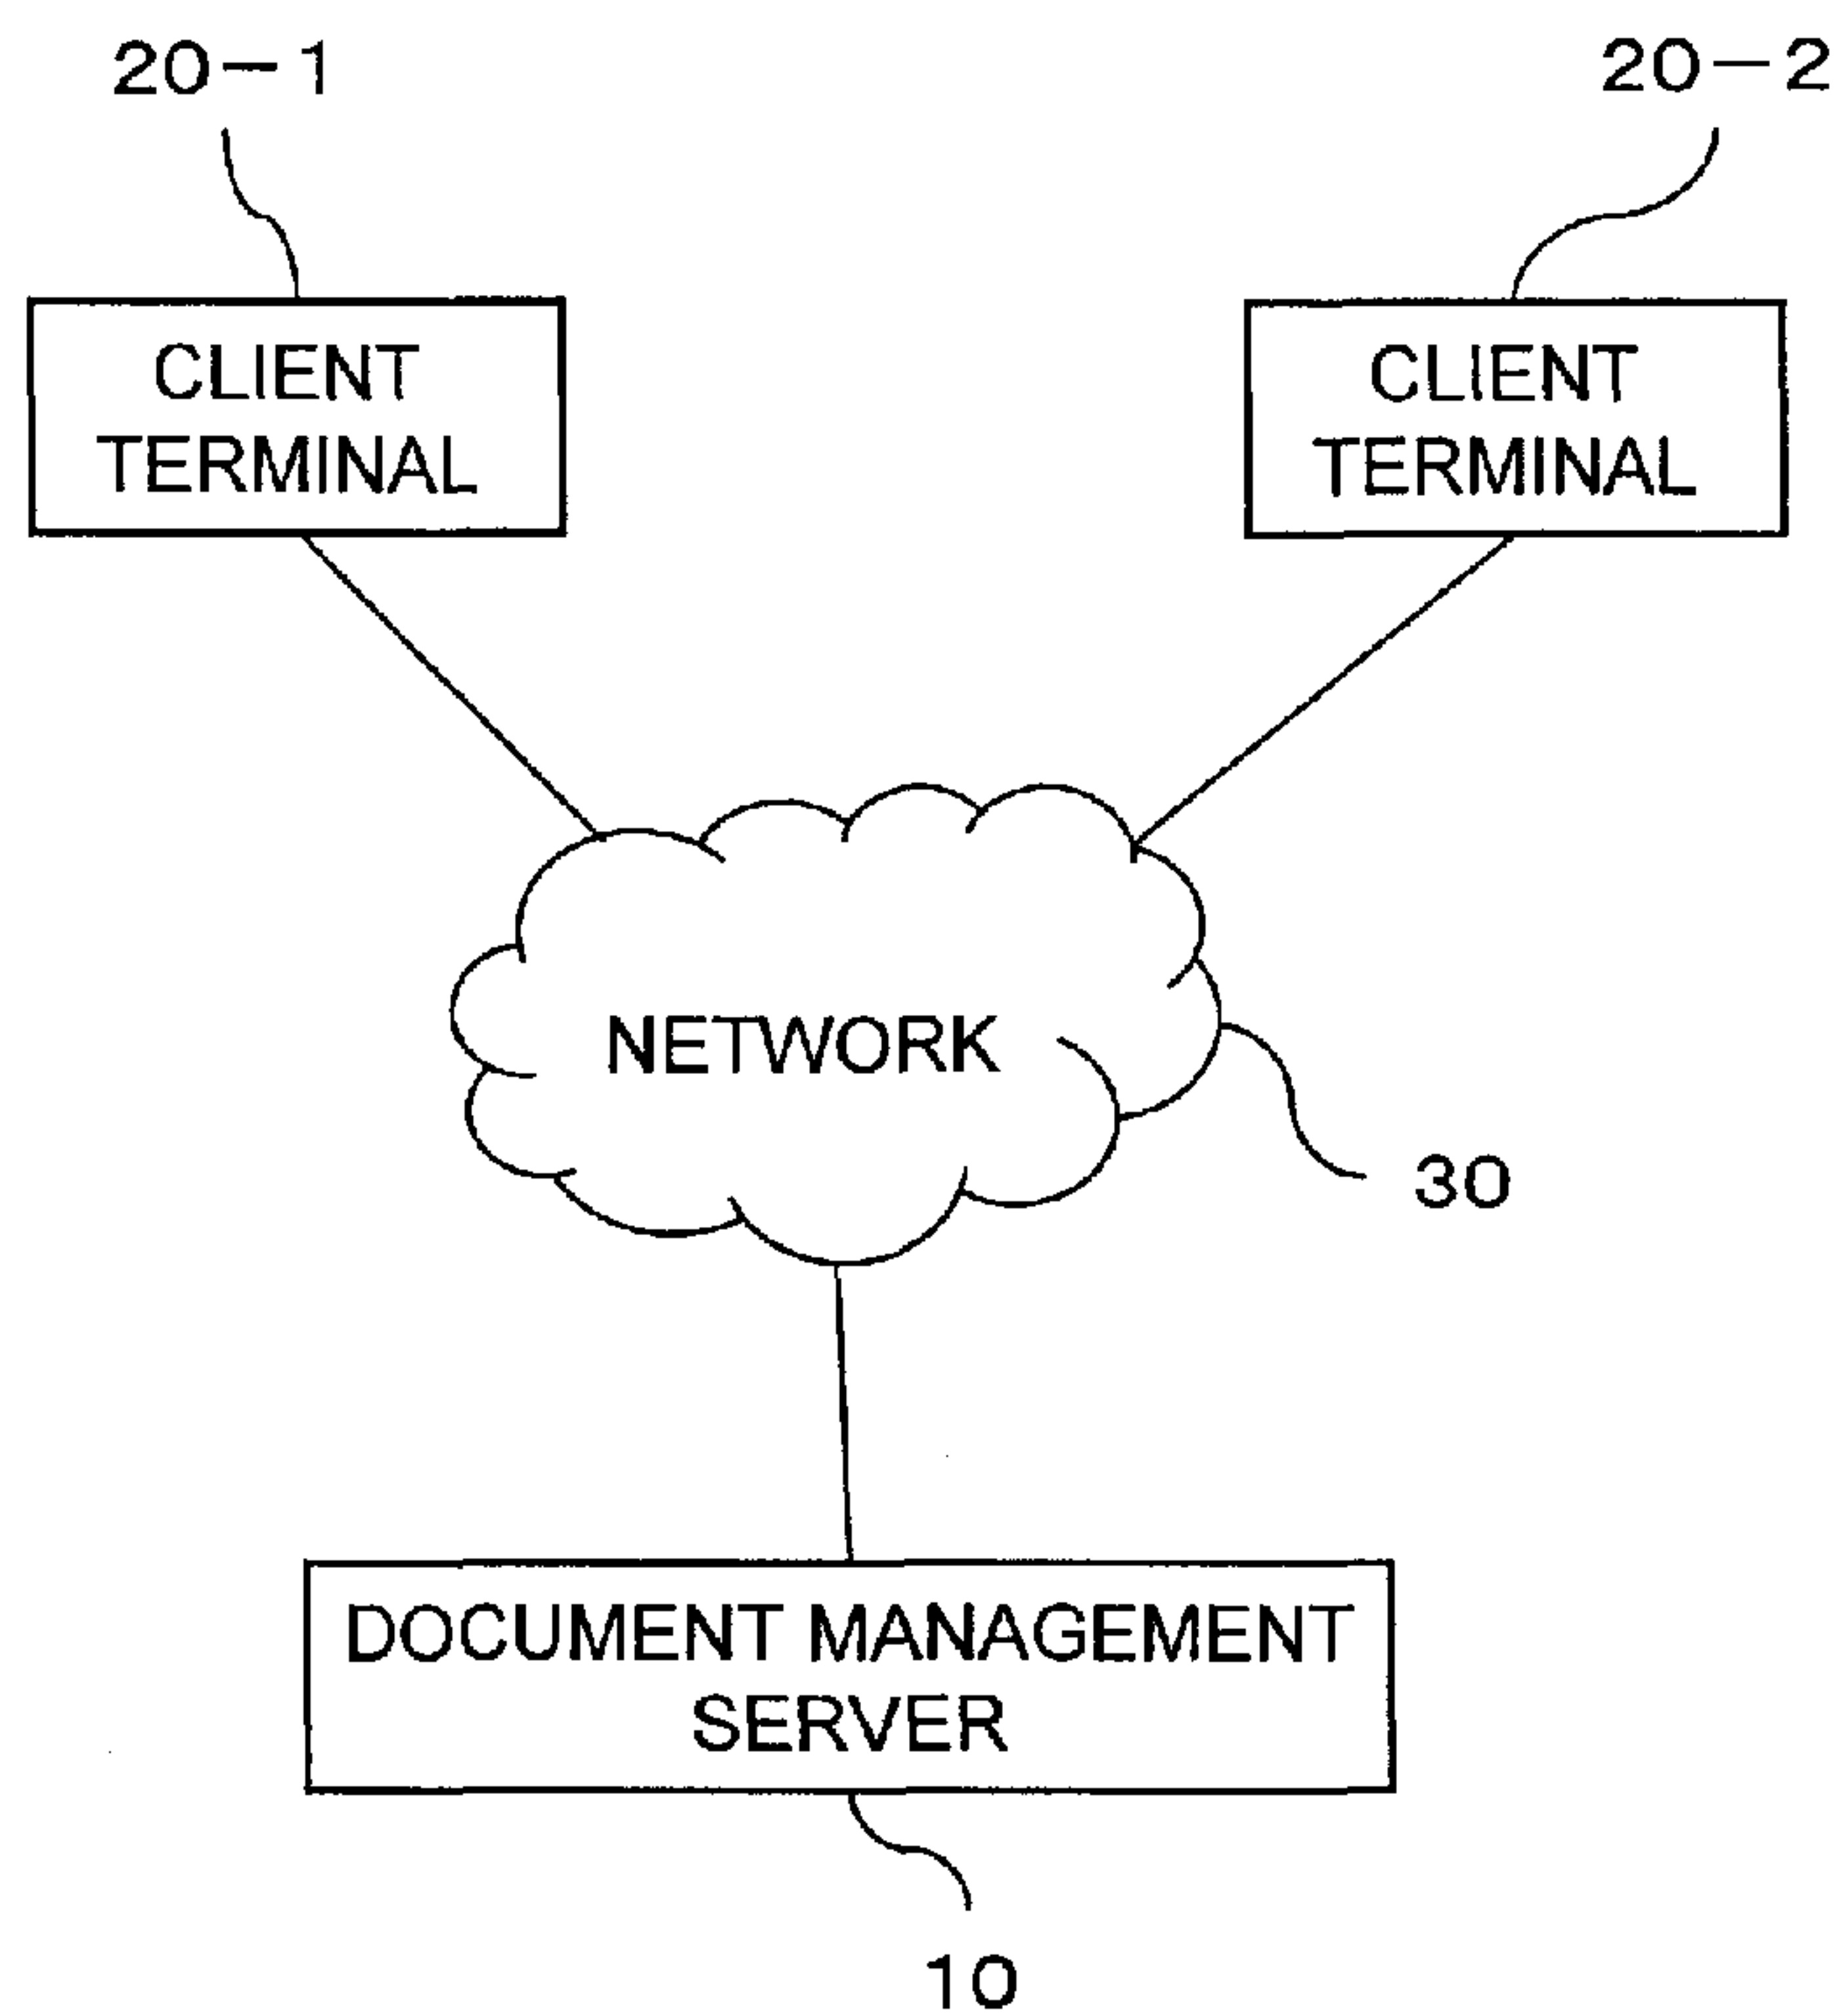 20-1
20-2
CLIENT
TERMINAL
CLIENT
TERMINAL
NETWORK
30
DOCUMENT MANAGEMENT
SERVER
10